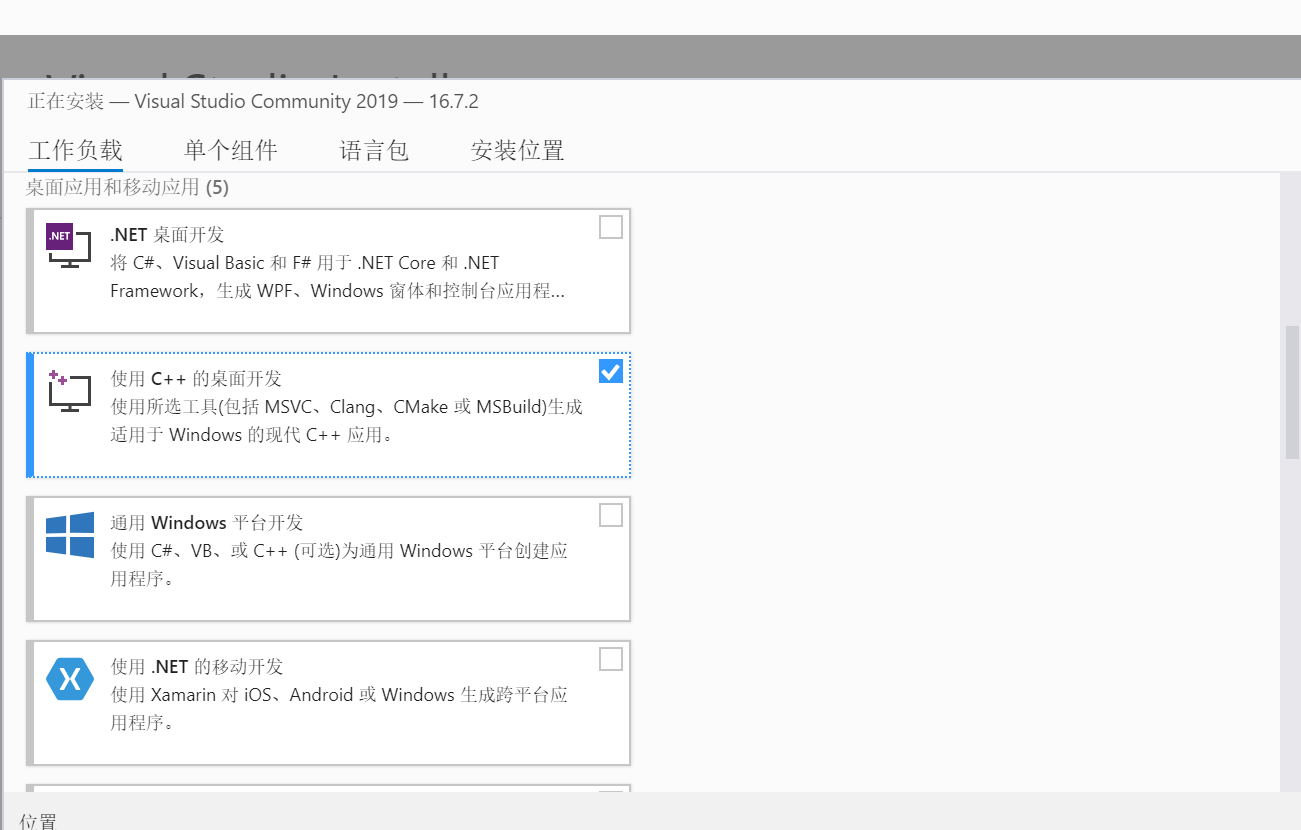 正在安装 — Visual Studio Community 2019 — 16.7.2
工作负载 单个组件 语言包 安装位置
桌面应用和移动应用 (5)
.NET
.NET 桌面开发
将 C#、Visual Basic 和 F# 用于 .NET Core 和 .NET
Framework，生成 WPF、Windows 窗体和控制台应用程...
使用 C++ 的桌面开发
使用所选工具(包括 MSVC、Clang、CMake 或 MSBuild)生成
适用于 Windows 的现代 C++ 应用。
通用 Windows 平台开发
使用 C#、VB、或 C++ (可选)为通用 Windows 平台创建应
用程序。
使用 .NET 的移动开发
使用 Xamarin 对 iOS、Android 或 Windows 生成跨平台应
用程序。
位置